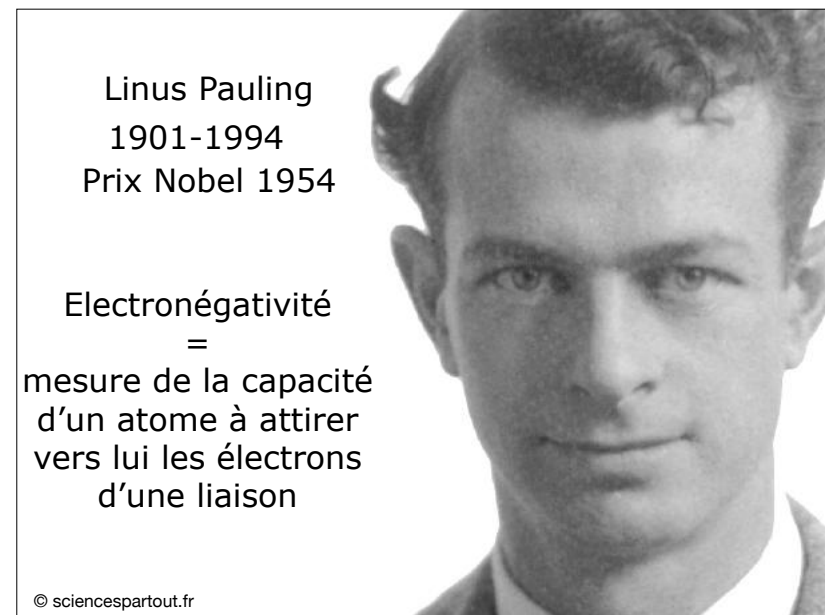 Linus Pauling
1901-1994
Prix Nobel 1954
Electronégativité
=
mesure de la capacité
d’un atome à attirer
vers lui les électrons
d’une liaison
© sciencespartout.fr